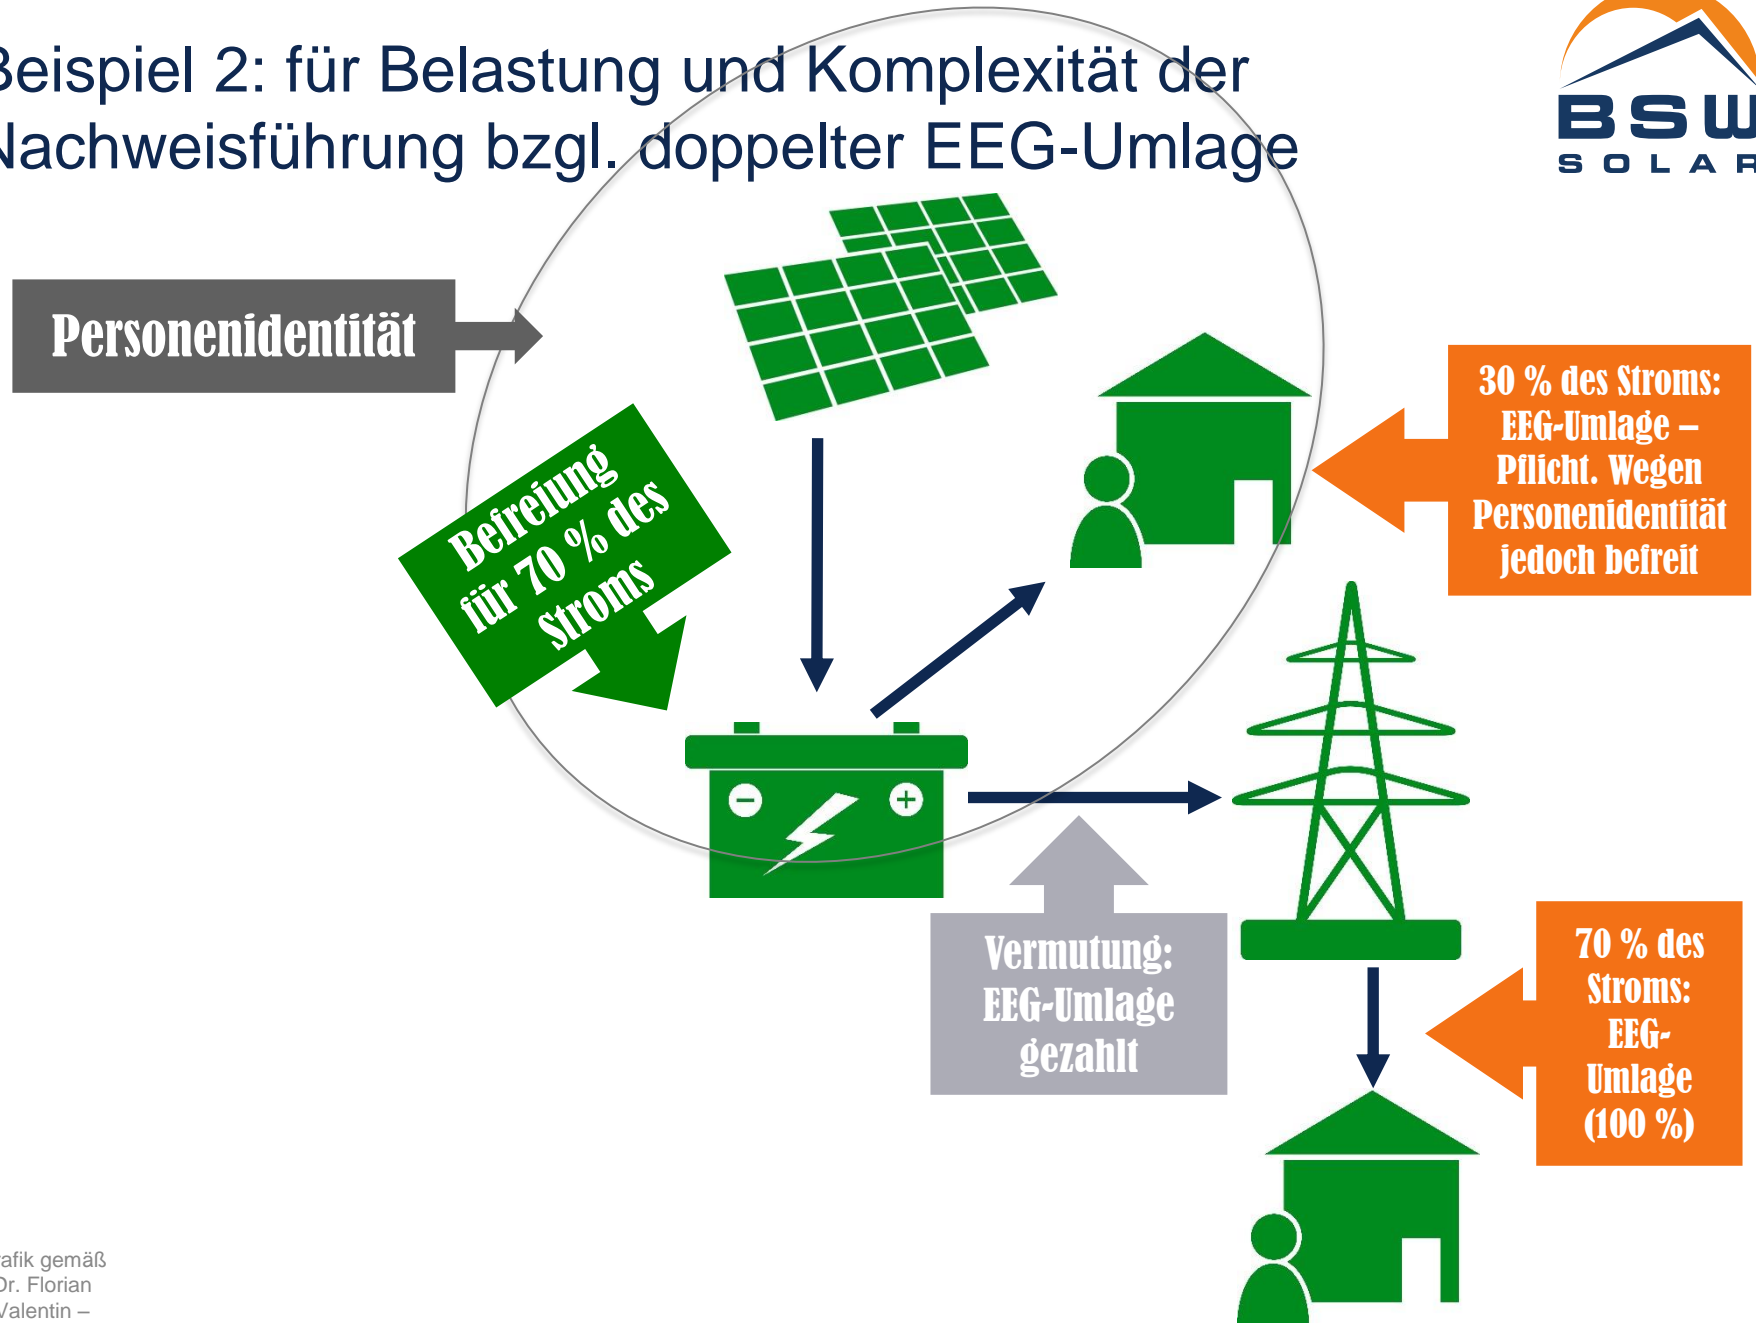 Beispiel 2: für Belastung und Komplexität der
Nachweisführung bzgl. doppelter EEG-Umlage
BSW
SOLAR
Personenidentität
30 % des Stroms:
EEG-Umlage –
Pflicht. Wegen
Personenidentität
jedoch befreit
Befreiung
für 70 % des
Stroms
Vermutung:
EEG-Umlage
gezahlt
70 % des
Stroms:
EEG-
Umlage
(100 %)
rafik gemäß
Dr. Florian
Valentin –